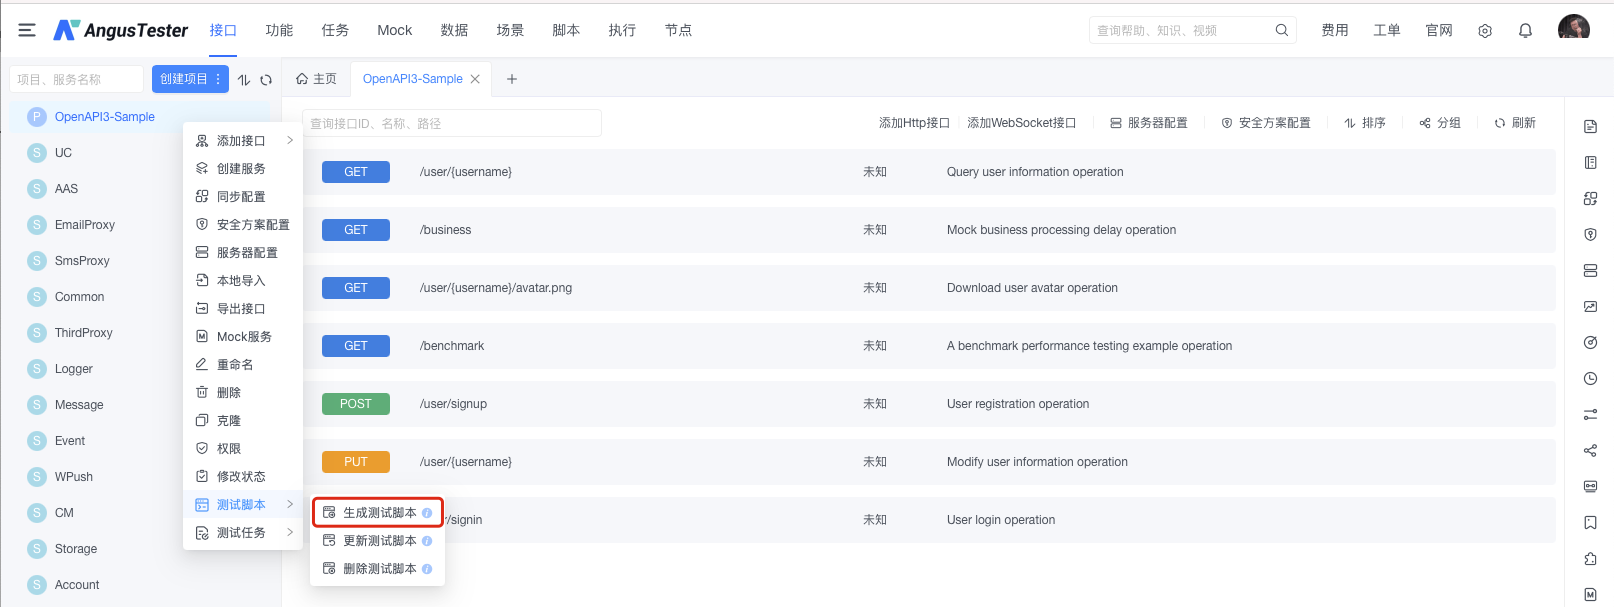 AngusTester 接口 功能 任务 Mock 数据 场景 脚本 执行 节点 查询帮助、知识、视频 费用 工单 官网
项目、服务名称 创建项目 主页 OpenAPI3-Sample
P OpenAPI3-Sample
S UC
S AAS
S EmailProxy
S SmsProxy
S Common
S ThirdProxy
S Logger
S Message
S Event
S WPush
S CM
S Storage
S Account
添加接口
创建服务
同步配置
安全方案配置
服务器配置
本地导入
导出接口
Mock服务
重命名
删除
克隆
权限
修改状态
测试脚本
测试任务
生成测试脚本
更新测试脚本
删除测试脚本
查询接口ID、名称、路径 添加Http接口 添加WebSocket接口 服务器配置 安全方案配置 排序 分组 刷新
GET /user/{username} 未知 Query user information operation
GET /business 未知 Mock business processing delay operation
GET /user/{username}/avatar.png 未知 Download user avatar operation
GET /benchmark 未知 A benchmark performance testing example operation
POST /user/signup 未知 User registration operation
PUT /user/{username} 未知 Modify user information operation
/signin 未知 User login operation